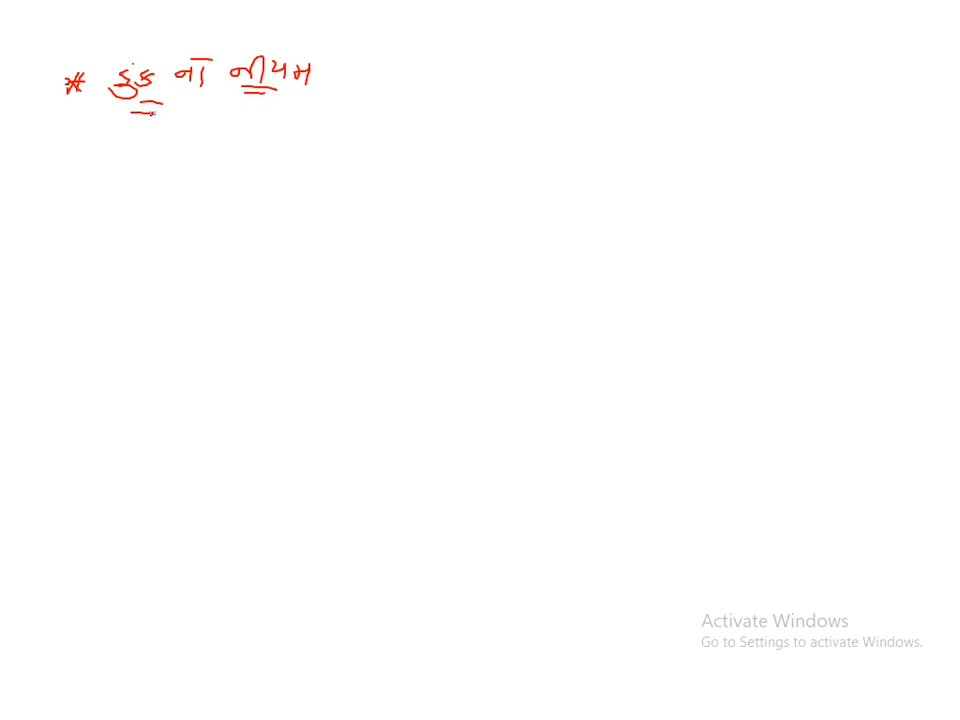 * હુંક નો નીયમ
Activate Windows
Go to Settings to activate Windows.